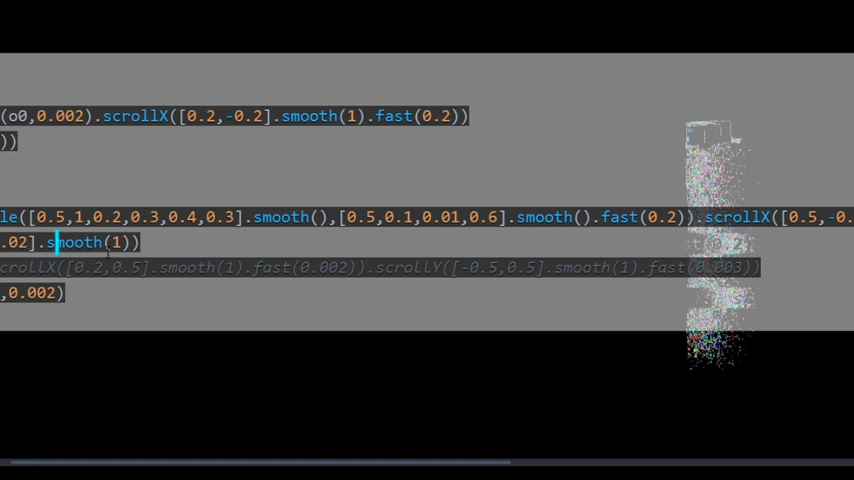 (o0,0.002).scrollX([0.2,-0.2].smooth(1).fast(0.2))
))
le([0.5,1,0.2,0.3,0.4,0.3].smooth(),[0.5,0.1,0.01,0.6].smooth().fast(0.2)).scrollX([0.5,-0.
.02].smooth(1))
crollX([0.2,0.5].smooth(1).fast(0.002)).scrollY([-0.5,0.5].smooth(1).fast(0.003))
,0.002)